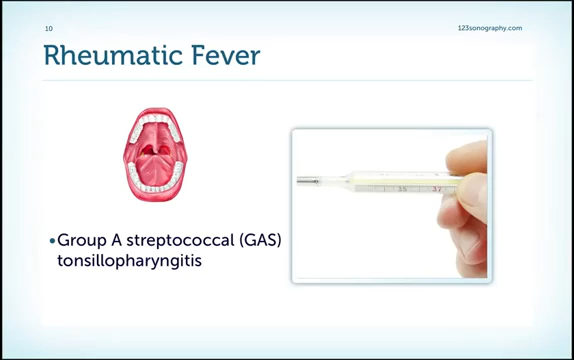 10
123sonography.com
Rheumatic Fever
•Group A streptococcal (GAS)
tonsillopharyngitis
35
37